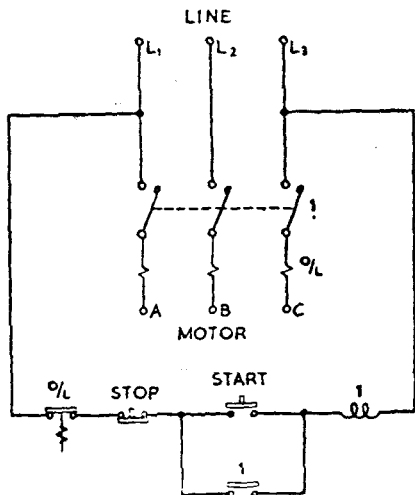 LINE
L1 L2 L3
1
O/L
A B C
MOTOR
O/L STOP START 1
1